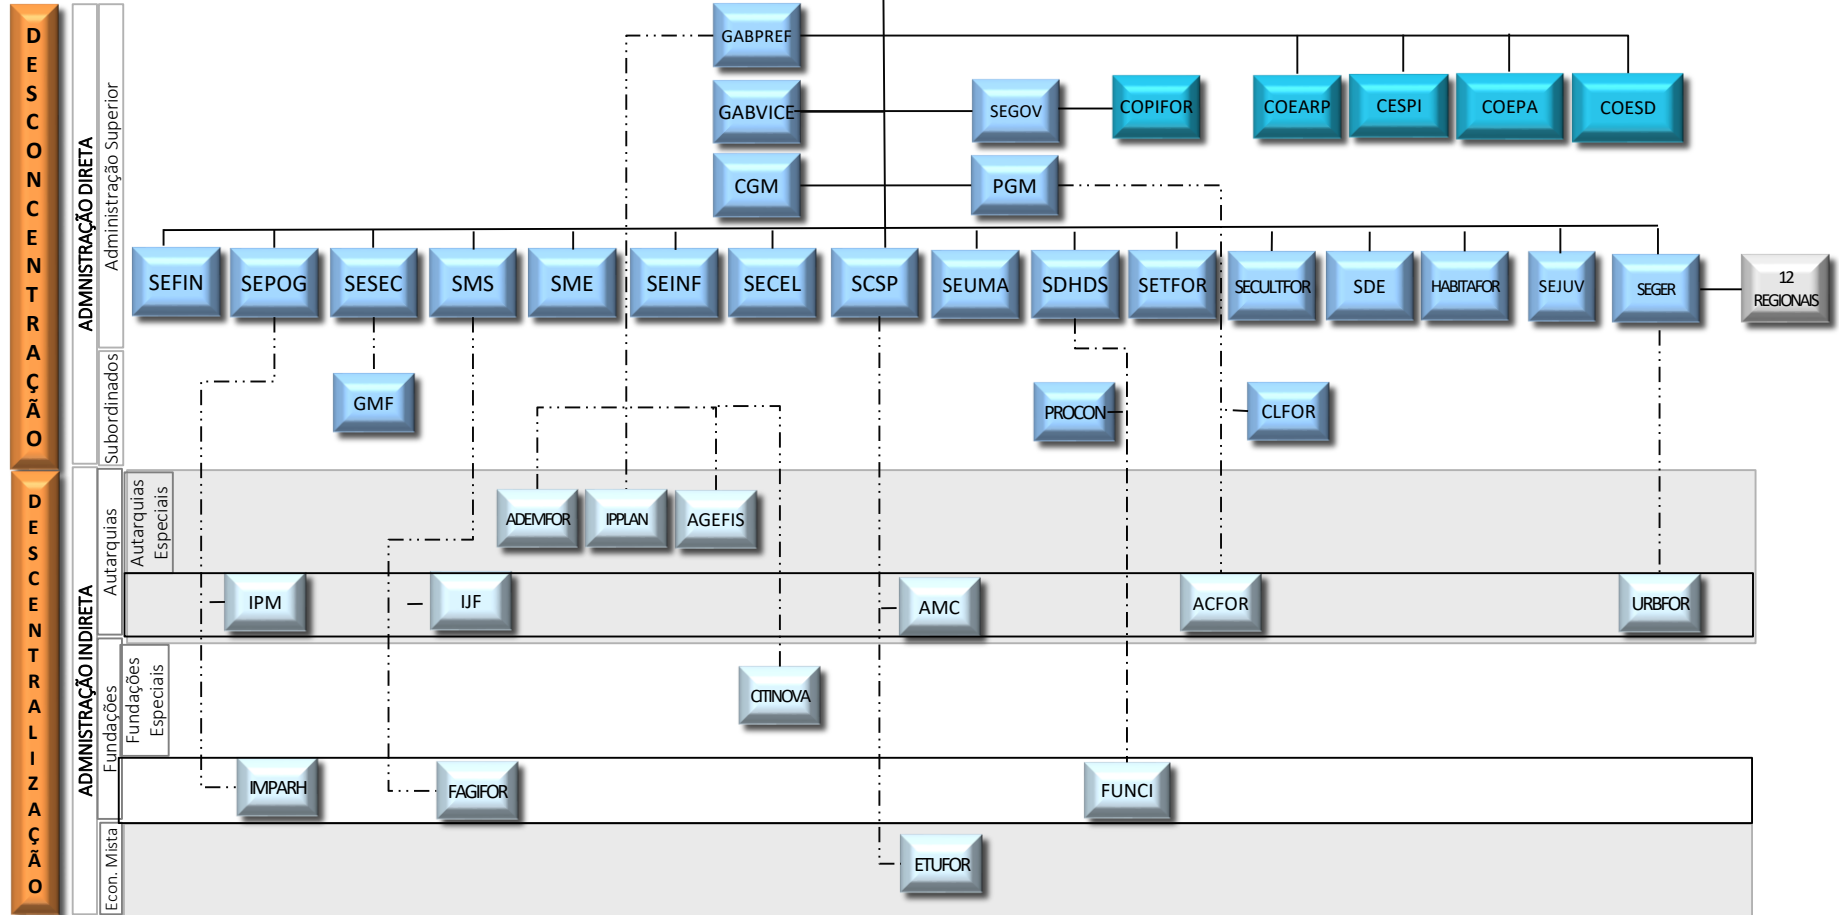 DESCONCENTRAÇÃO
ADMINISTRAÇÃO DIRETA
Administração Superior
GABPREF
GABVICE
SEGOV
COPIFOR
COEARP
CESPI
COEPA
COESD
CGM
PGM
SEFIN
SEPOG
SESEC
SMS
SME
SEINF
SECEL
SCSP
SEUMA
SDHDS
SETFOR
SECULTFOR
SDE
HABITAFOR
SEJUV
SEGER
12
REGIONAIS
Subordinados
GMF
PROCON
CLFOR
DESCENTRALIZAÇÃO
ADMNISTRAÇÃO INDIRETA
Autarquias
Autarquias
Especiais
ADEMFOR
IPPLAN
AGEFIS
IPM
IJF
AMC
ACFOR
URBFOR
Fundações
Fundações
Especiais
CITINOVA
IMPARH
FAGIFOR
FUNCI
Econ. Mista
ETUFOR